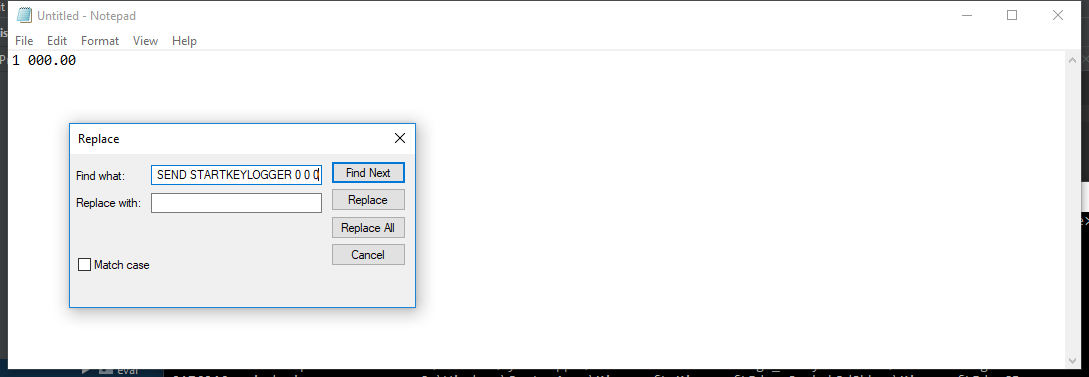 Untitled - Notepad
File Edit Format View Help
1 000.00
Replace
Find what: SEND STARTKEYLOGGER 0 0 0 Find Next
Replace with: Replace
Replace All
Cancel
Match case
eval